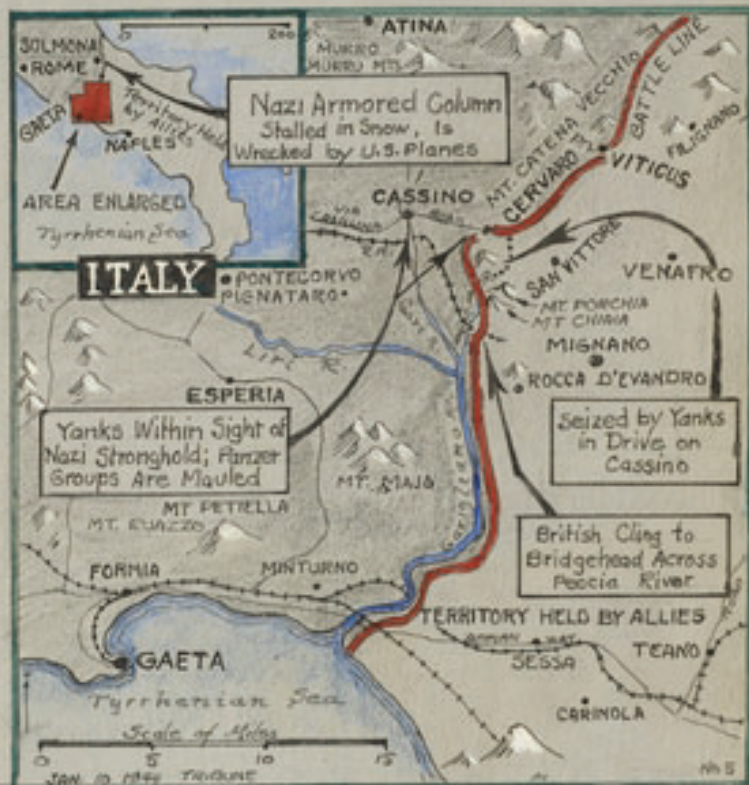 200
SOLMONA
ROME
Territory Held
by Allies
GAETA
NAPLES
AREA ENLARGED
Tyrrhenian Sea
ITALY
ATINA
MURRO
Nazi Armored Column
Stalled in Snow, Is
Wrecked by U.S. Planes
MT. CATENA VECCHIO
BATTLE LINE
FILIGNANO
CERVARO
VITICUS
CASSINO
VIA
SAN VITTORE
VENAFRO
PONTECORVO
PIGNATARO
MT. PORCHIA
MT. CHIAIA
LIRI R
MIGNANO
ROCCA D'EVANDRO
ESPERIA
Yanks Within Sight of
Nazi Stronghold; Panzer
Groups Are Mauled
Seized by Yanks
in Drive on
Cassino
MT. MAJO
MT PETIELLA
British Cling to
Bridgehead Across
Peccia River
FORMIA
MINTURNO
TERRITORY HELD BY ALLIES
WAY
SESSA
TEANO
GAETA
Tyrrhenian Sea
CARINOLA
Scale of Miles
0 5 10 15
JAN. 10 1944 TRIBUNE
No 5